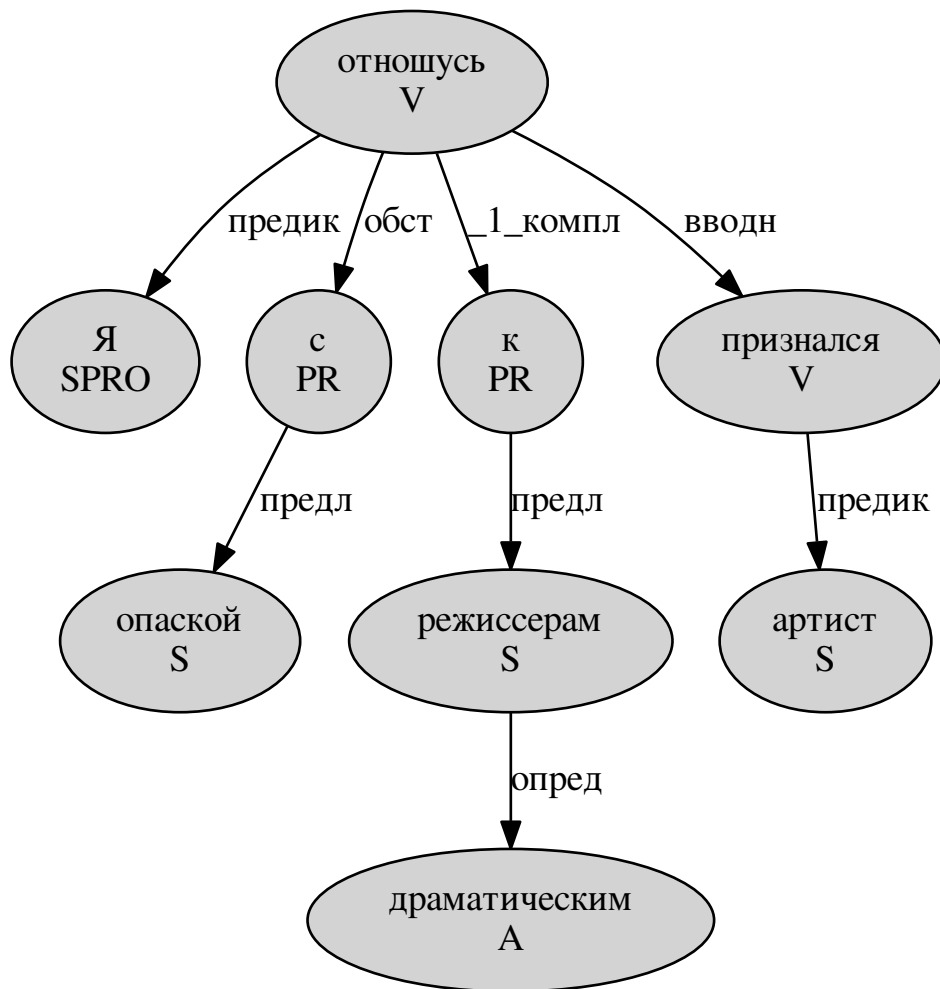 отношусь
V
предик
обст
_1_компл
вводн
Я
SPRO
с
PR
к
PR
признался
V
предл
предл
предик
опаской
S
режиссерам
S
артист
S
опред
драматическим
A